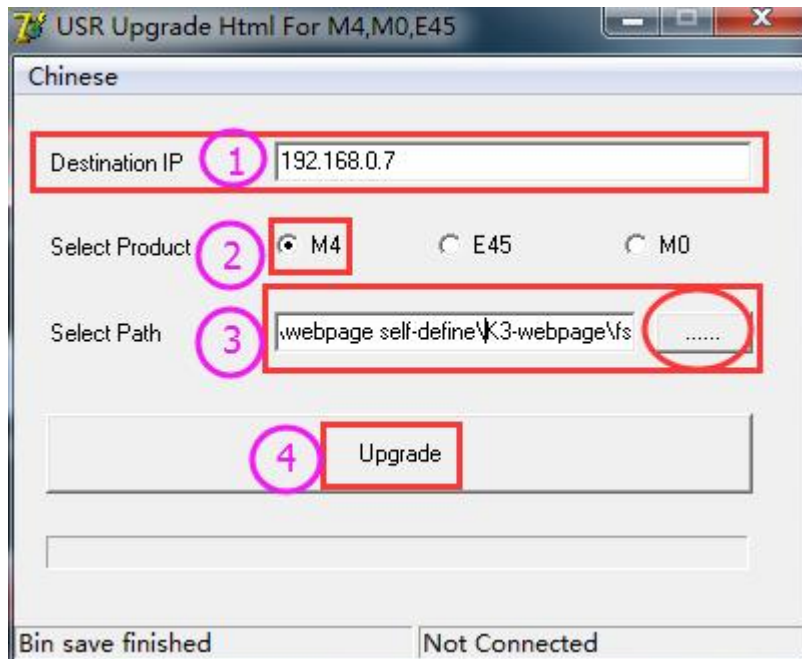 USR Upgrade Html For M4,M0,E45
Chinese
Destination IP 1 192.168.0.7
Select Product 2 M4 E45 M0
Select Path 3 \webpage self-define\K3-webpage\fs ......
4 Upgrade
Bin save finished Not Connected